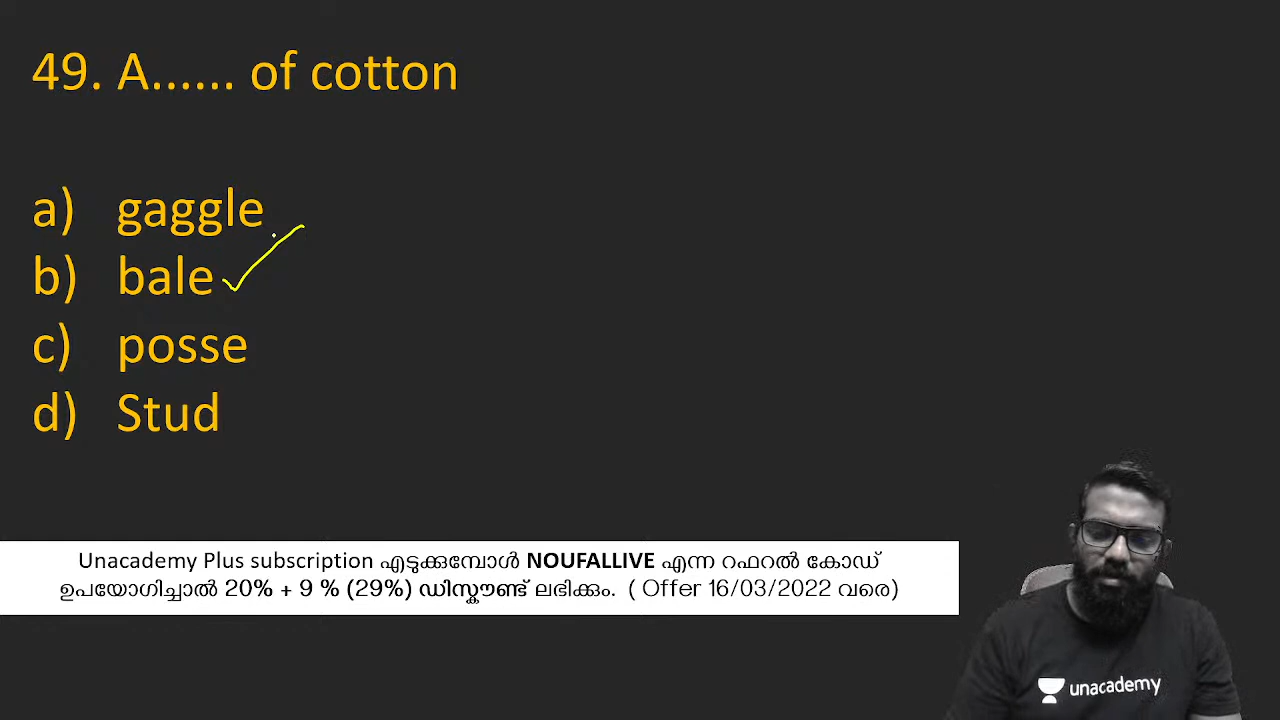 49. A...... of cotton
a) gaggle
b) bale
c) posse
d) Stud
Unacademy Plus subscription എടുക്കുമ്പോൾ NOUFALLIVE എന്ന റഫറൽ കോഡ്
ഉപയോഗിച്ചാൽ 20% + 9 % (29%) ഡിസ്കൗണ്ട് ലഭിക്കും. ( Offer 16/03/2022 വരെ)
unacademy